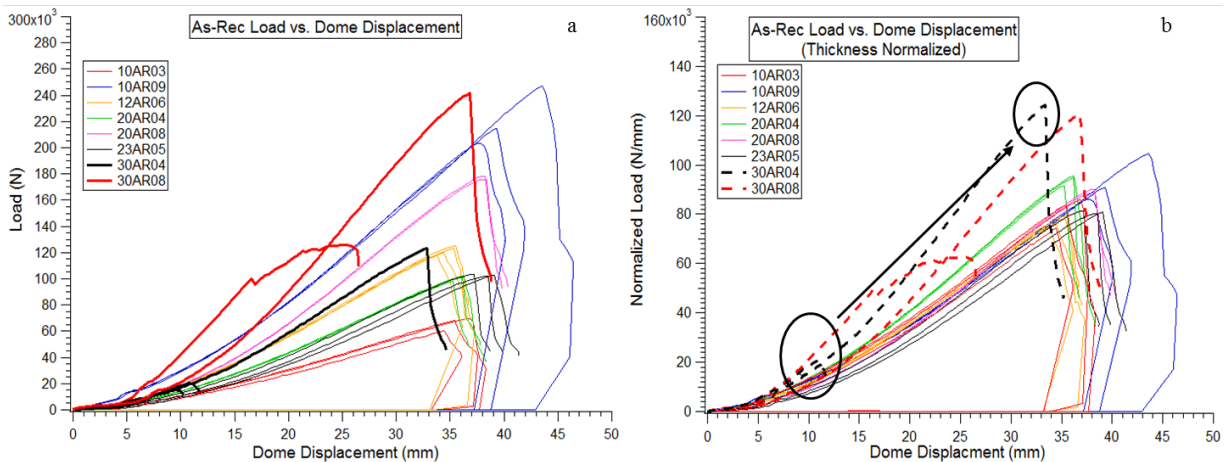 As-Rec Load vs. Dome Displacement
a
300x10³
280
260
240
220
200
180
160
140
120
100
80
60
40
20
0
Load (N)
10AR03
10AR09
12AR06
20AR04
20AR08
23AR05
30AR04
30AR08
0 5 10 15 20 25 30 35 40 45 50
Dome Displacement (mm)
As-Rec Load vs. Dome Displacement
(Thickness Normalized)
b
160x10³
140
120
100
80
60
40
20
0
Normalized Load (N/mm)
10AR03
10AR09
12AR06
20AR04
20AR08
23AR05
30AR04
30AR08
0 5 10 15 20 25 30 35 40 45 50
Dome Displacment (mm)